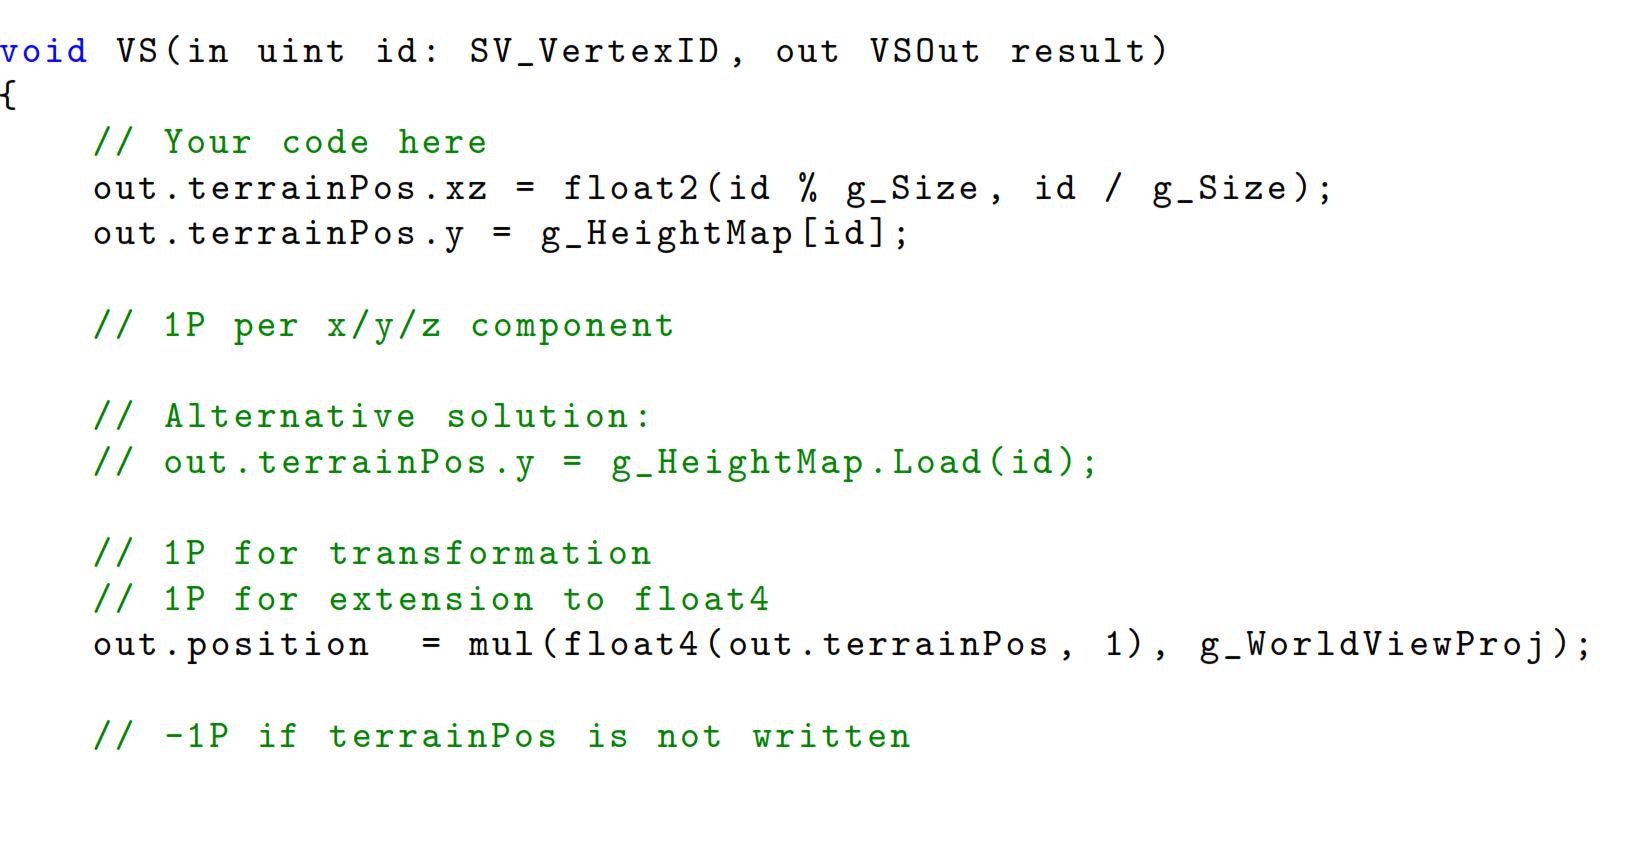 void VS(in uint id: SV_VertexID, out VSOut result)
{
// Your code here
out.terrainPos.xz = float2(id % g_Size, id / g_Size);
out.terrainPos.y = g_HeightMap[id];
// 1P per x/y/z component
// Alternative solution:
// out.terrainPos.y = g_HeightMap.Load(id);
// 1P for transformation
// 1P for extension to float4
out.position = mul(float4(out.terrainPos, 1), g_WorldViewProj);
// -1P if terrainPos is not written